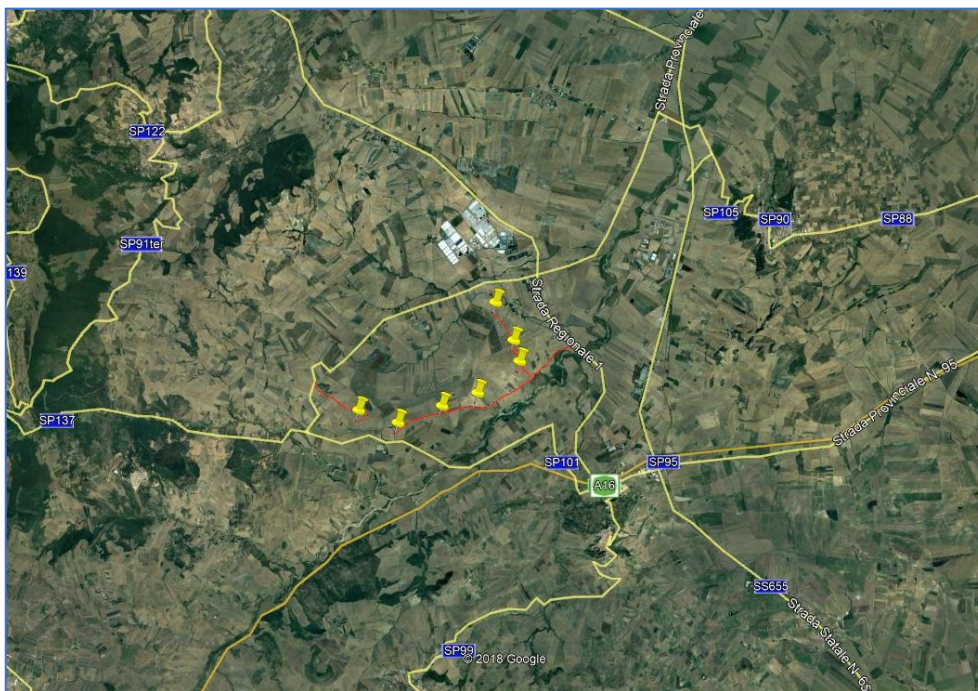 Strada Provinciale
SP122
SP105
SP90
SP88
SP91ter
139
Strada Regionale 1
Strada Provinciale N. 95
SP137
SP101
SP95
A16
SS655
Strada Statale N. 65
SP99
© 2018 Google